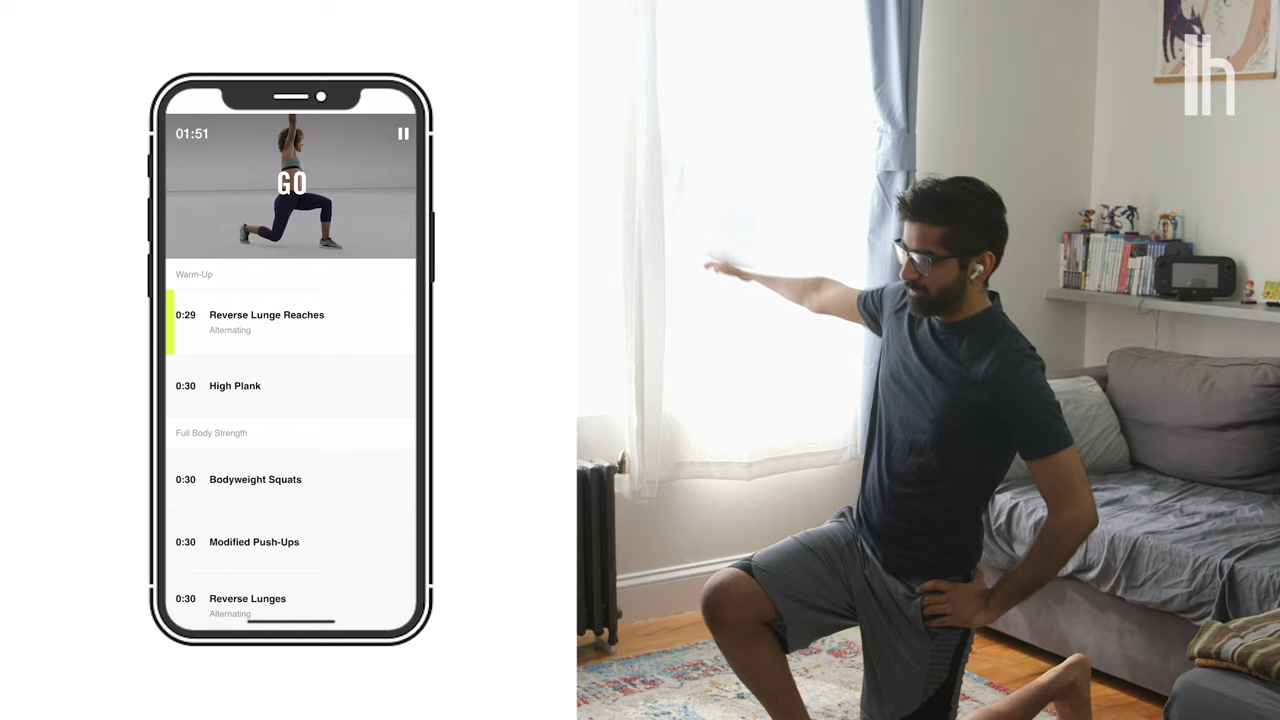 01:51
GO
Warm-Up
0:29 Reverse Lunge Reaches
Alternating
0:30 High Plank
Full Body Strength
0:30 Bodyweight Squats
0:30 Modified Push-Ups
0:30 Reverse Lunges
Alternating
lh